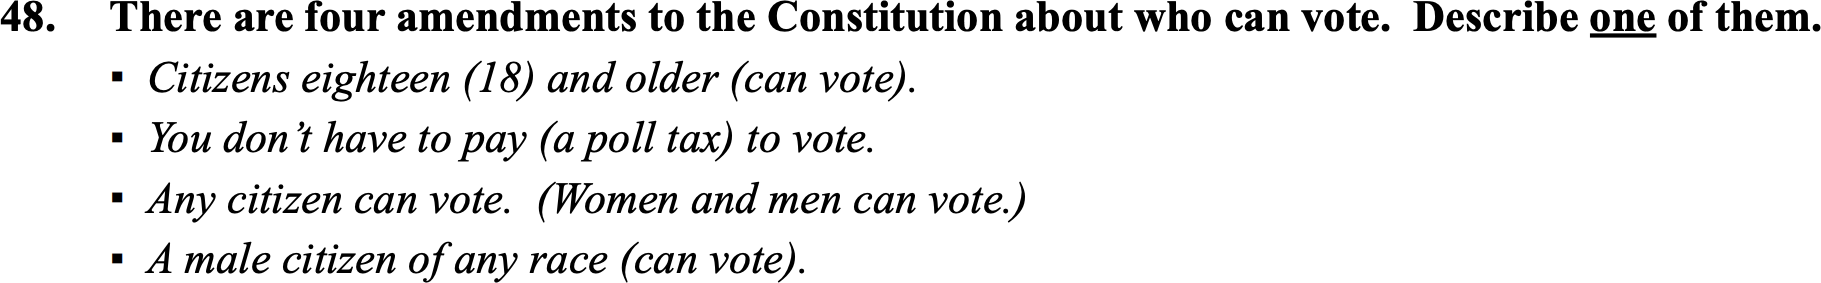 48. There are four amendments to the Constitution about who can vote. Describe one of them.
▪ Citizens eighteen (18) and older (can vote).
▪ You don’t have to pay (a poll tax) to vote.
▪ Any citizen can vote. (Women and men can vote.)
▪ A male citizen of any race (can vote).